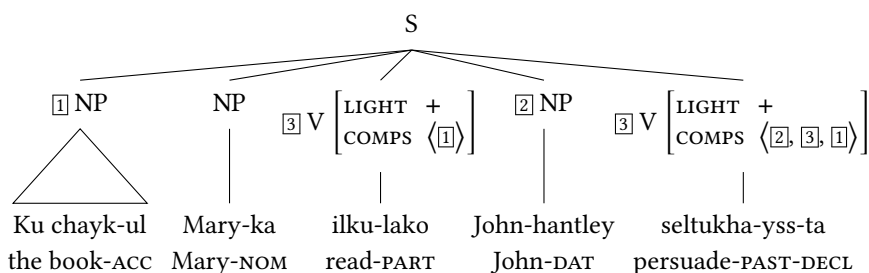 S
1 NP NP 3 V [LIGHT + COMPS ⟨1⟩] 2 NP 3 V [LIGHT + COMPS ⟨2, 3, 1⟩]
Ku chayk-ul Mary-ka ilku-lako John-hantley seltukha-yss-ta
the book-ACC Mary-NOM read-PART John-DAT persuade-PAST-DECL